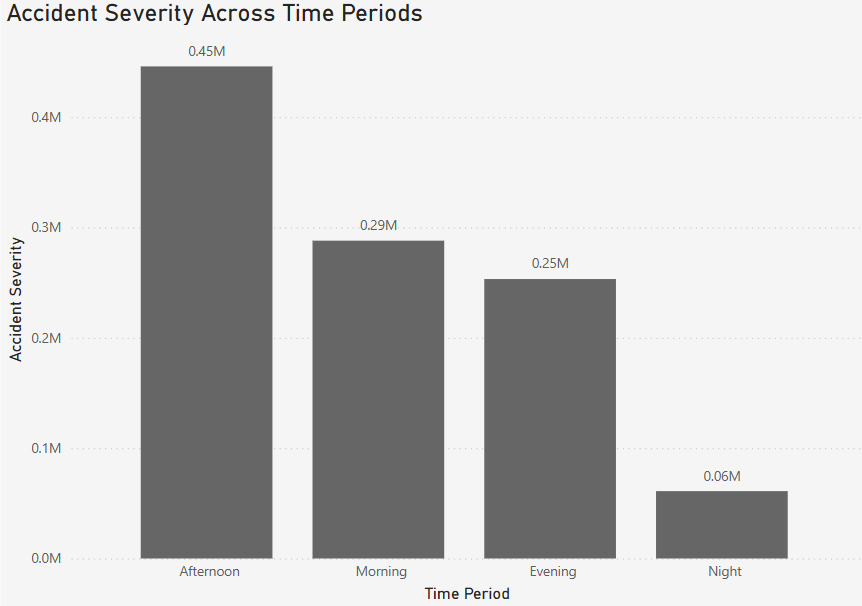 Accident Severity Across Time Periods
0.45M
0.4M
0.29M
0.3M
0.25M
Accident Severity
0.2M
0.06M
0.1M
0.0M
Afternoon Morning Evening Night
Time Period